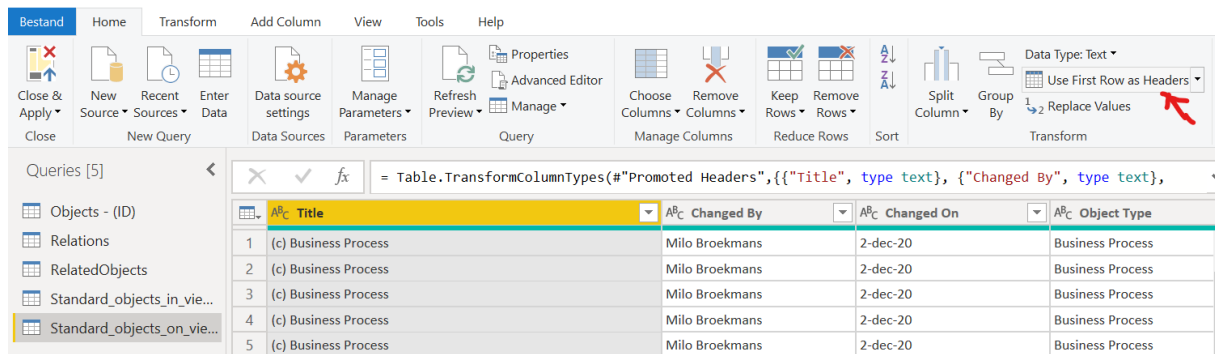 Bestand Home Transform Add Column View Tools Help
Close & Apply
New Source
Recent Sources
Enter Data
Data source settings
Manage Parameters
Refresh Preview
Properties
Advanced Editor
Manage
Choose Columns
Remove Columns
Keep Rows
Remove Rows
A Z
Z A
Split Column
Group By
Data Type: Text
Use First Row as Headers
1 2 Replace Values
Close New Query Data Sources Parameters Query Manage Columns Reduce Rows Sort Transform
Queries [5]
fx = Table.TransformColumnTypes(#"Promoted Headers",{{"Title", type text}, {"Changed By", type text},
Objects - (ID)
Relations
RelatedObjects
Standard_objects_in_vie...
Standard_objects_on_vie...
ABC Title ABC Changed By ABC Changed On ABC Object Type
1 (c) Business Process Milo Broekmans 2-dec-20 Business Process
2 (c) Business Process Milo Broekmans 2-dec-20 Business Process
3 (c) Business Process Milo Broekmans 2-dec-20 Business Process
4 (c) Business Process Milo Broekmans 2-dec-20 Business Process
5 (c) Business Process Milo Broekmans 2-dec-20 Business Process